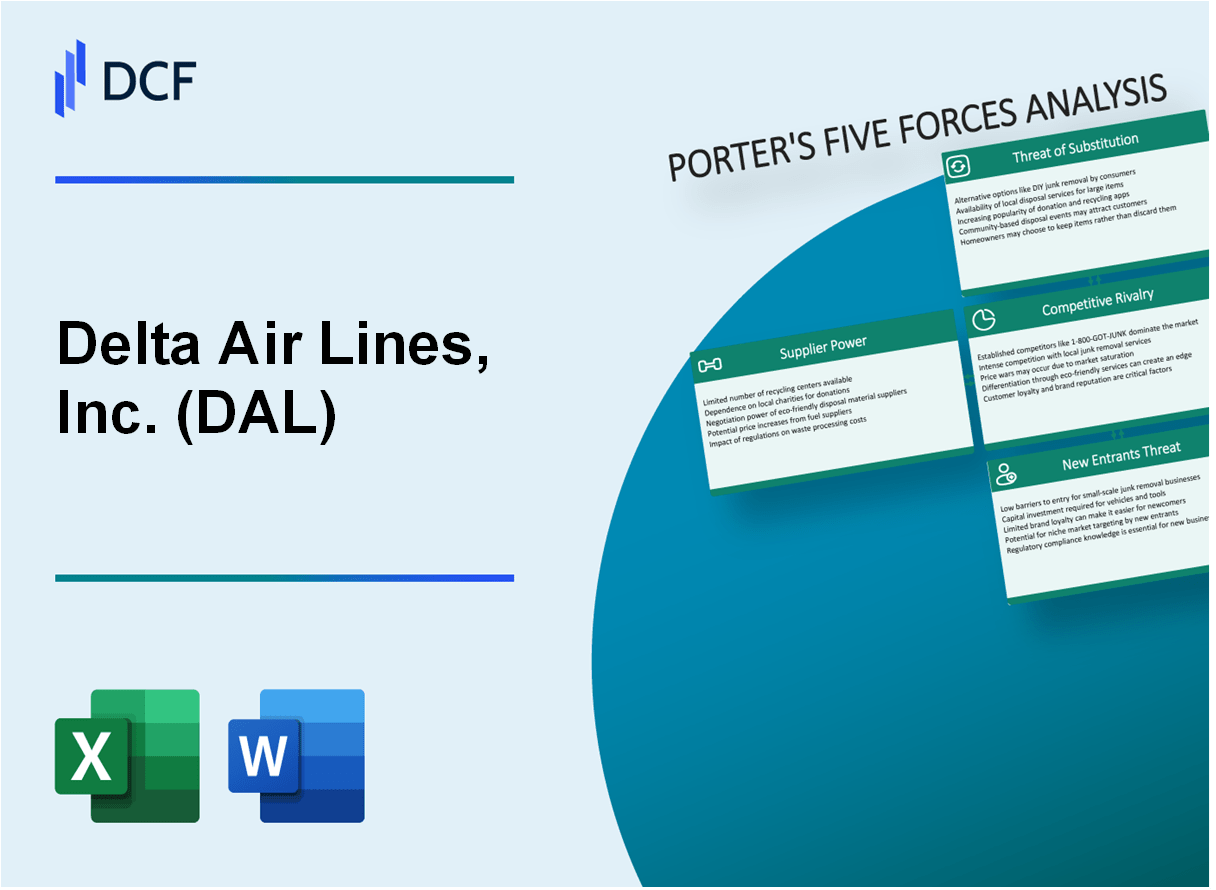 DCF
Delta Air Lines,
Inc. (DAL)
X
W
PORTER'S FIVE FORCES ANALYSIS
Threat of Substitution
Alternative options like DIY junk removal by consumers
Availability of local disposal services for large items
Increasing popularity of donation and recycling apps
Community-based disposal events may attract customers
Homeowners may choose to keep items rather than discard them
Supplier Power
Limited number of recycling centers available
Dependence on local charities for donations
Negotiation power of eco-friendly disposal material suppliers
Potential price increases from fuel suppliers
Impact of regulations on waste processing costs
Competitive Rivalry
Established competitors like 1-800-GOT-JUNK dominate the market
Intense competition with local junk removal services
Price wars may occur due to market saturation
Differentiation through eco-friendly services can create an edge
Customer loyalty and brand reputation are critical factors
New Entrants Threat
Low barriers to entry for small-scale junk removal businesses
Capital investment required for vehicles and tools
Limited brand loyalty can make it easier for newcomers
Potential for niche market targeting by new entrants
Regulatory compliance knowledge is essential for new